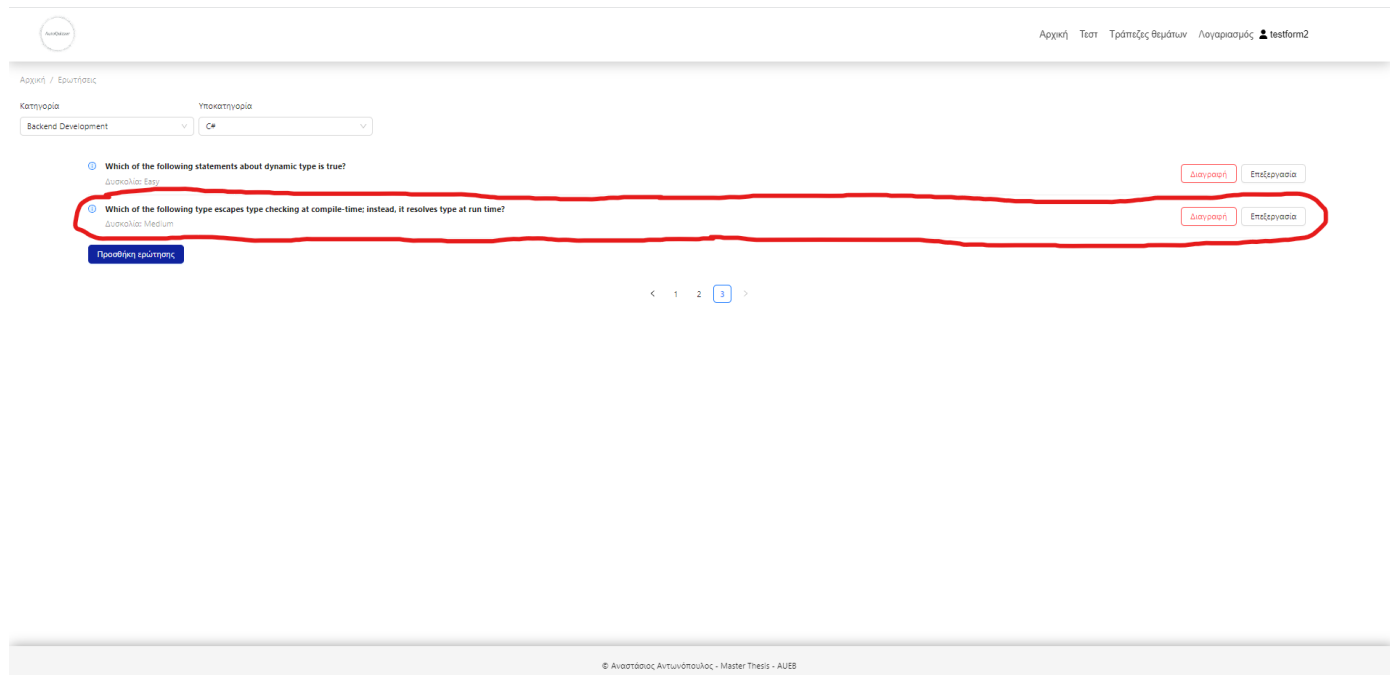 Αρχική Τεστ Τράπεζες θεμάτων Λογαριασμός testform2
Αρχική / Ερωτήσεις
Κατηγορία Υποκατηγορία
Backend Development C#
Which of the following statements about dynamic type is true?
Δυσκολία: Easy
Διαγραφή Επεξεργασία
Which of the following type escapes type checking at compile-time; instead, it resolves type at run time?
Δυσκολία: Medium
Διαγραφή Επεξεργασία
Προσθήκη ερώτησης
< 1 2 3 >
© Αναστάσιος Αντωνόπουλος - Master Thesis - AUEB